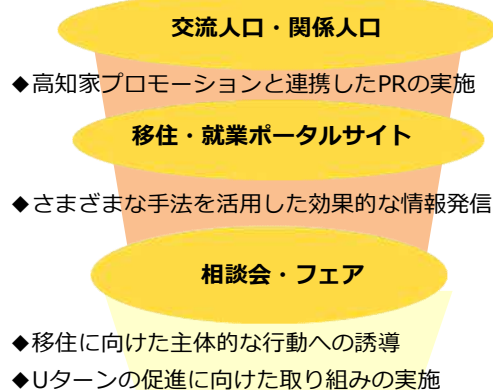 交流人口・関係人口
◆高知家プロモーションと連携したPRの実施
移住・就業ポータルサイト
◆さまざまな手法を活用した効果的な情報発信
相談会・フェア
◆移住に向けた主体的な行動への誘導
◆Uターンの促進に向けた取り組みの実施